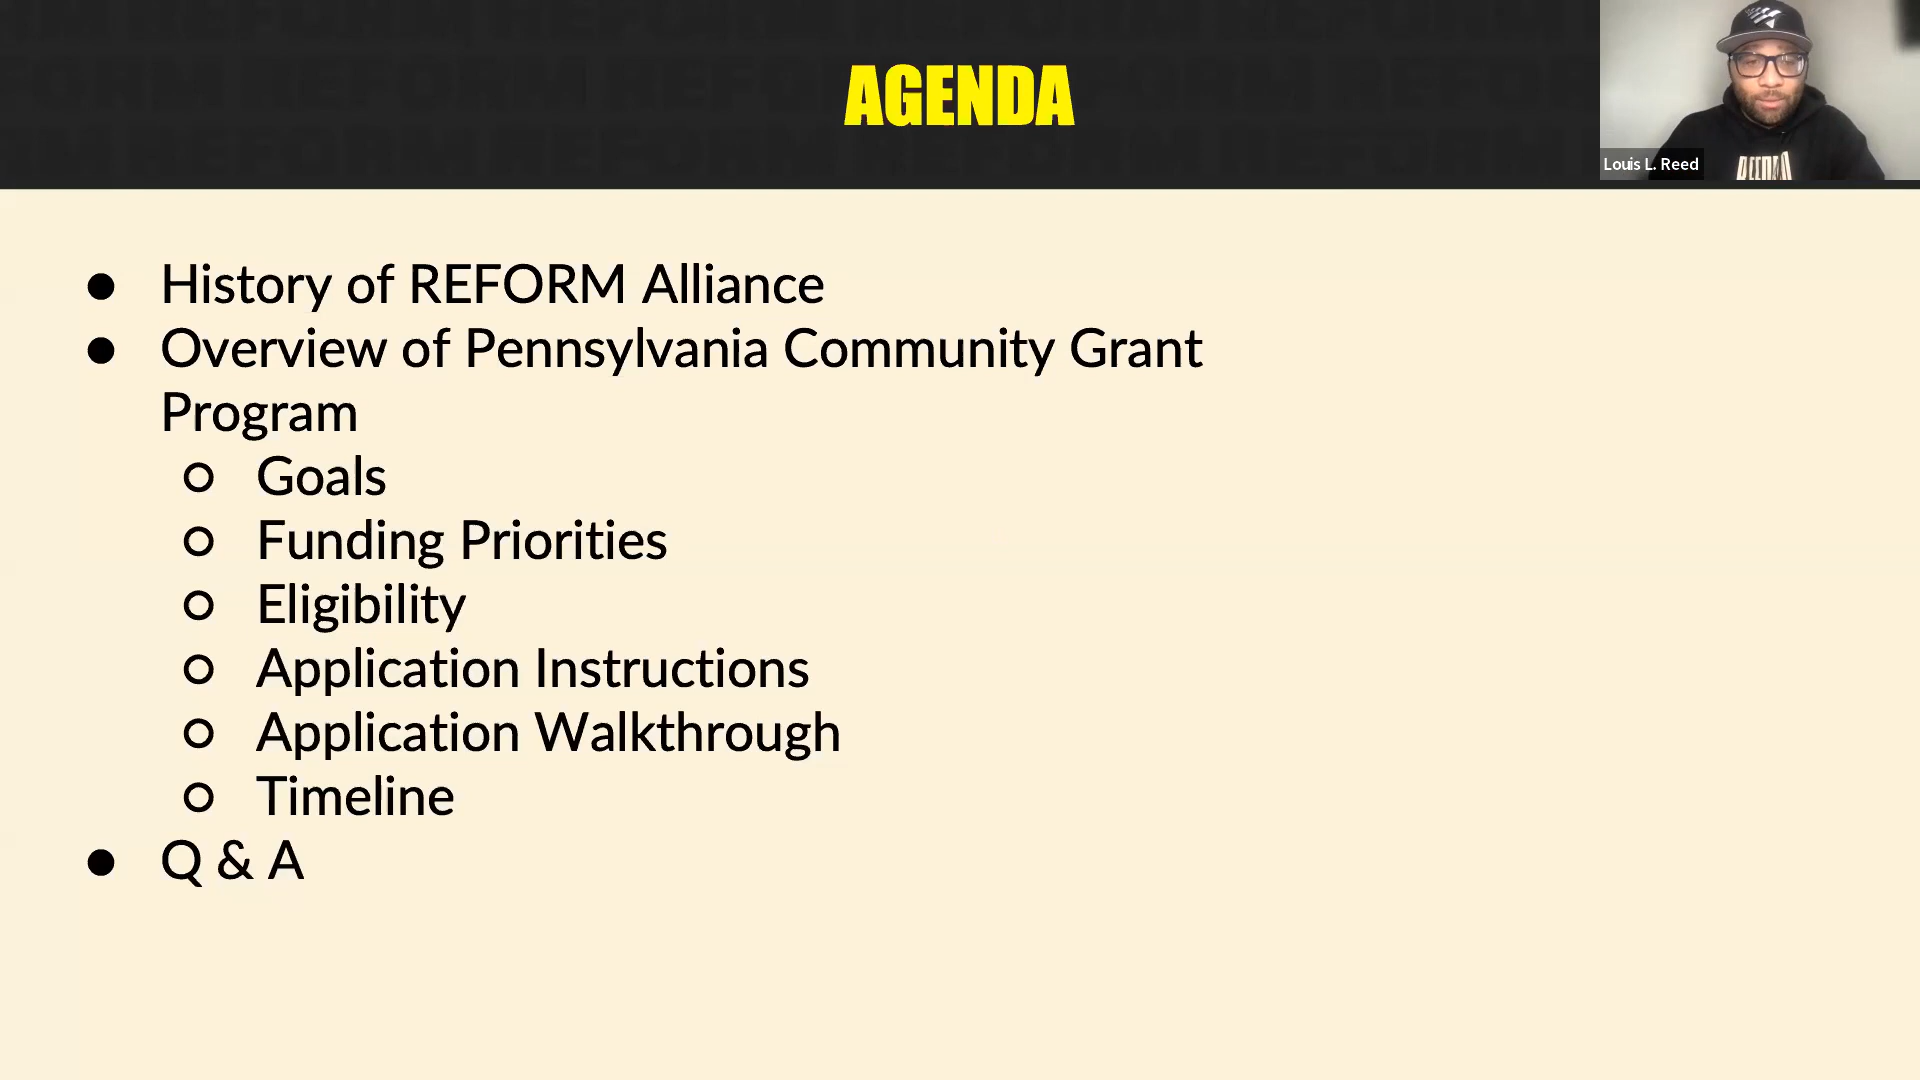 AGENDA
Louis L. Reed
● History of REFORM Alliance
● Overview of Pennsylvania Community Grant
Program
○ Goals
○ Funding Priorities
○ Eligibility
○ Application Instructions
○ Application Walkthrough
○ Timeline
● Q & A